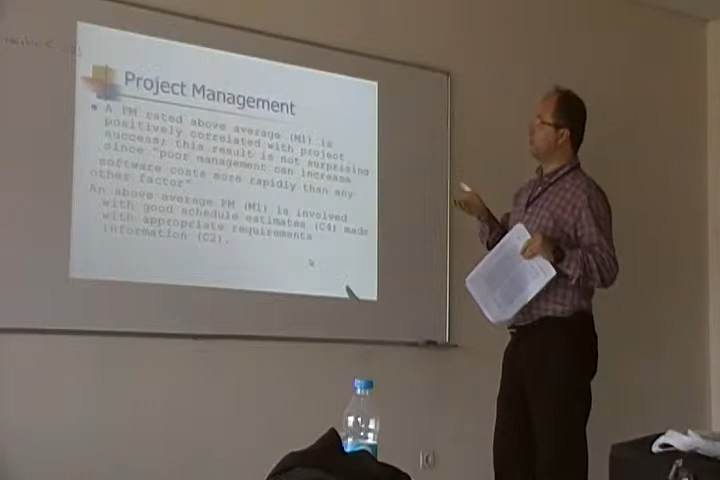 Project Management
A PM rated above average (M1) is
positively correlated with project
success; this result is not surprising
since "poor management can increase
software costs more rapidly than any
other factor"
An above average PM (M1) is involved
with good schedule estimates (C4) made
with appropriate requirements
information (C2).